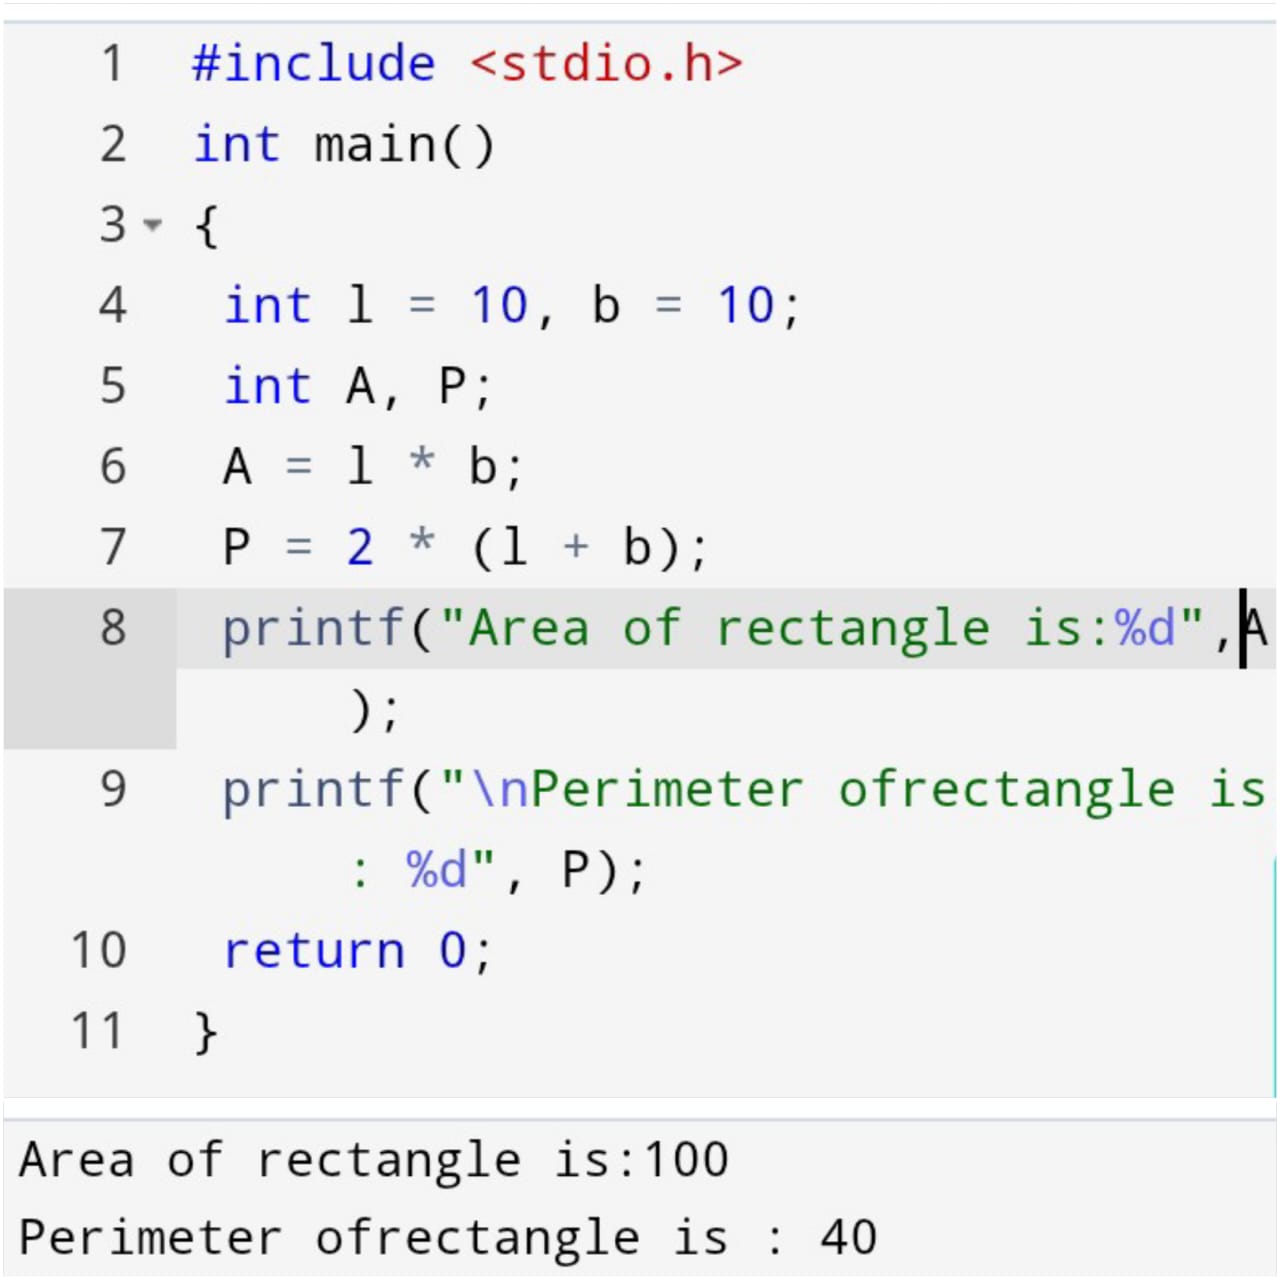 1 #include <stdio.h>
2 int main()
3 {
4 int l = 10, b = 10;
5 int A, P;
6 A = l * b;
7 P = 2 * (l + b);
8 printf("Area of rectangle is:%d",A
);
9 printf("\nPerimeter ofrectangle is
: %d", P);
10 return 0;
11 }
Area of rectangle is:100
Perimeter ofrectangle is : 40